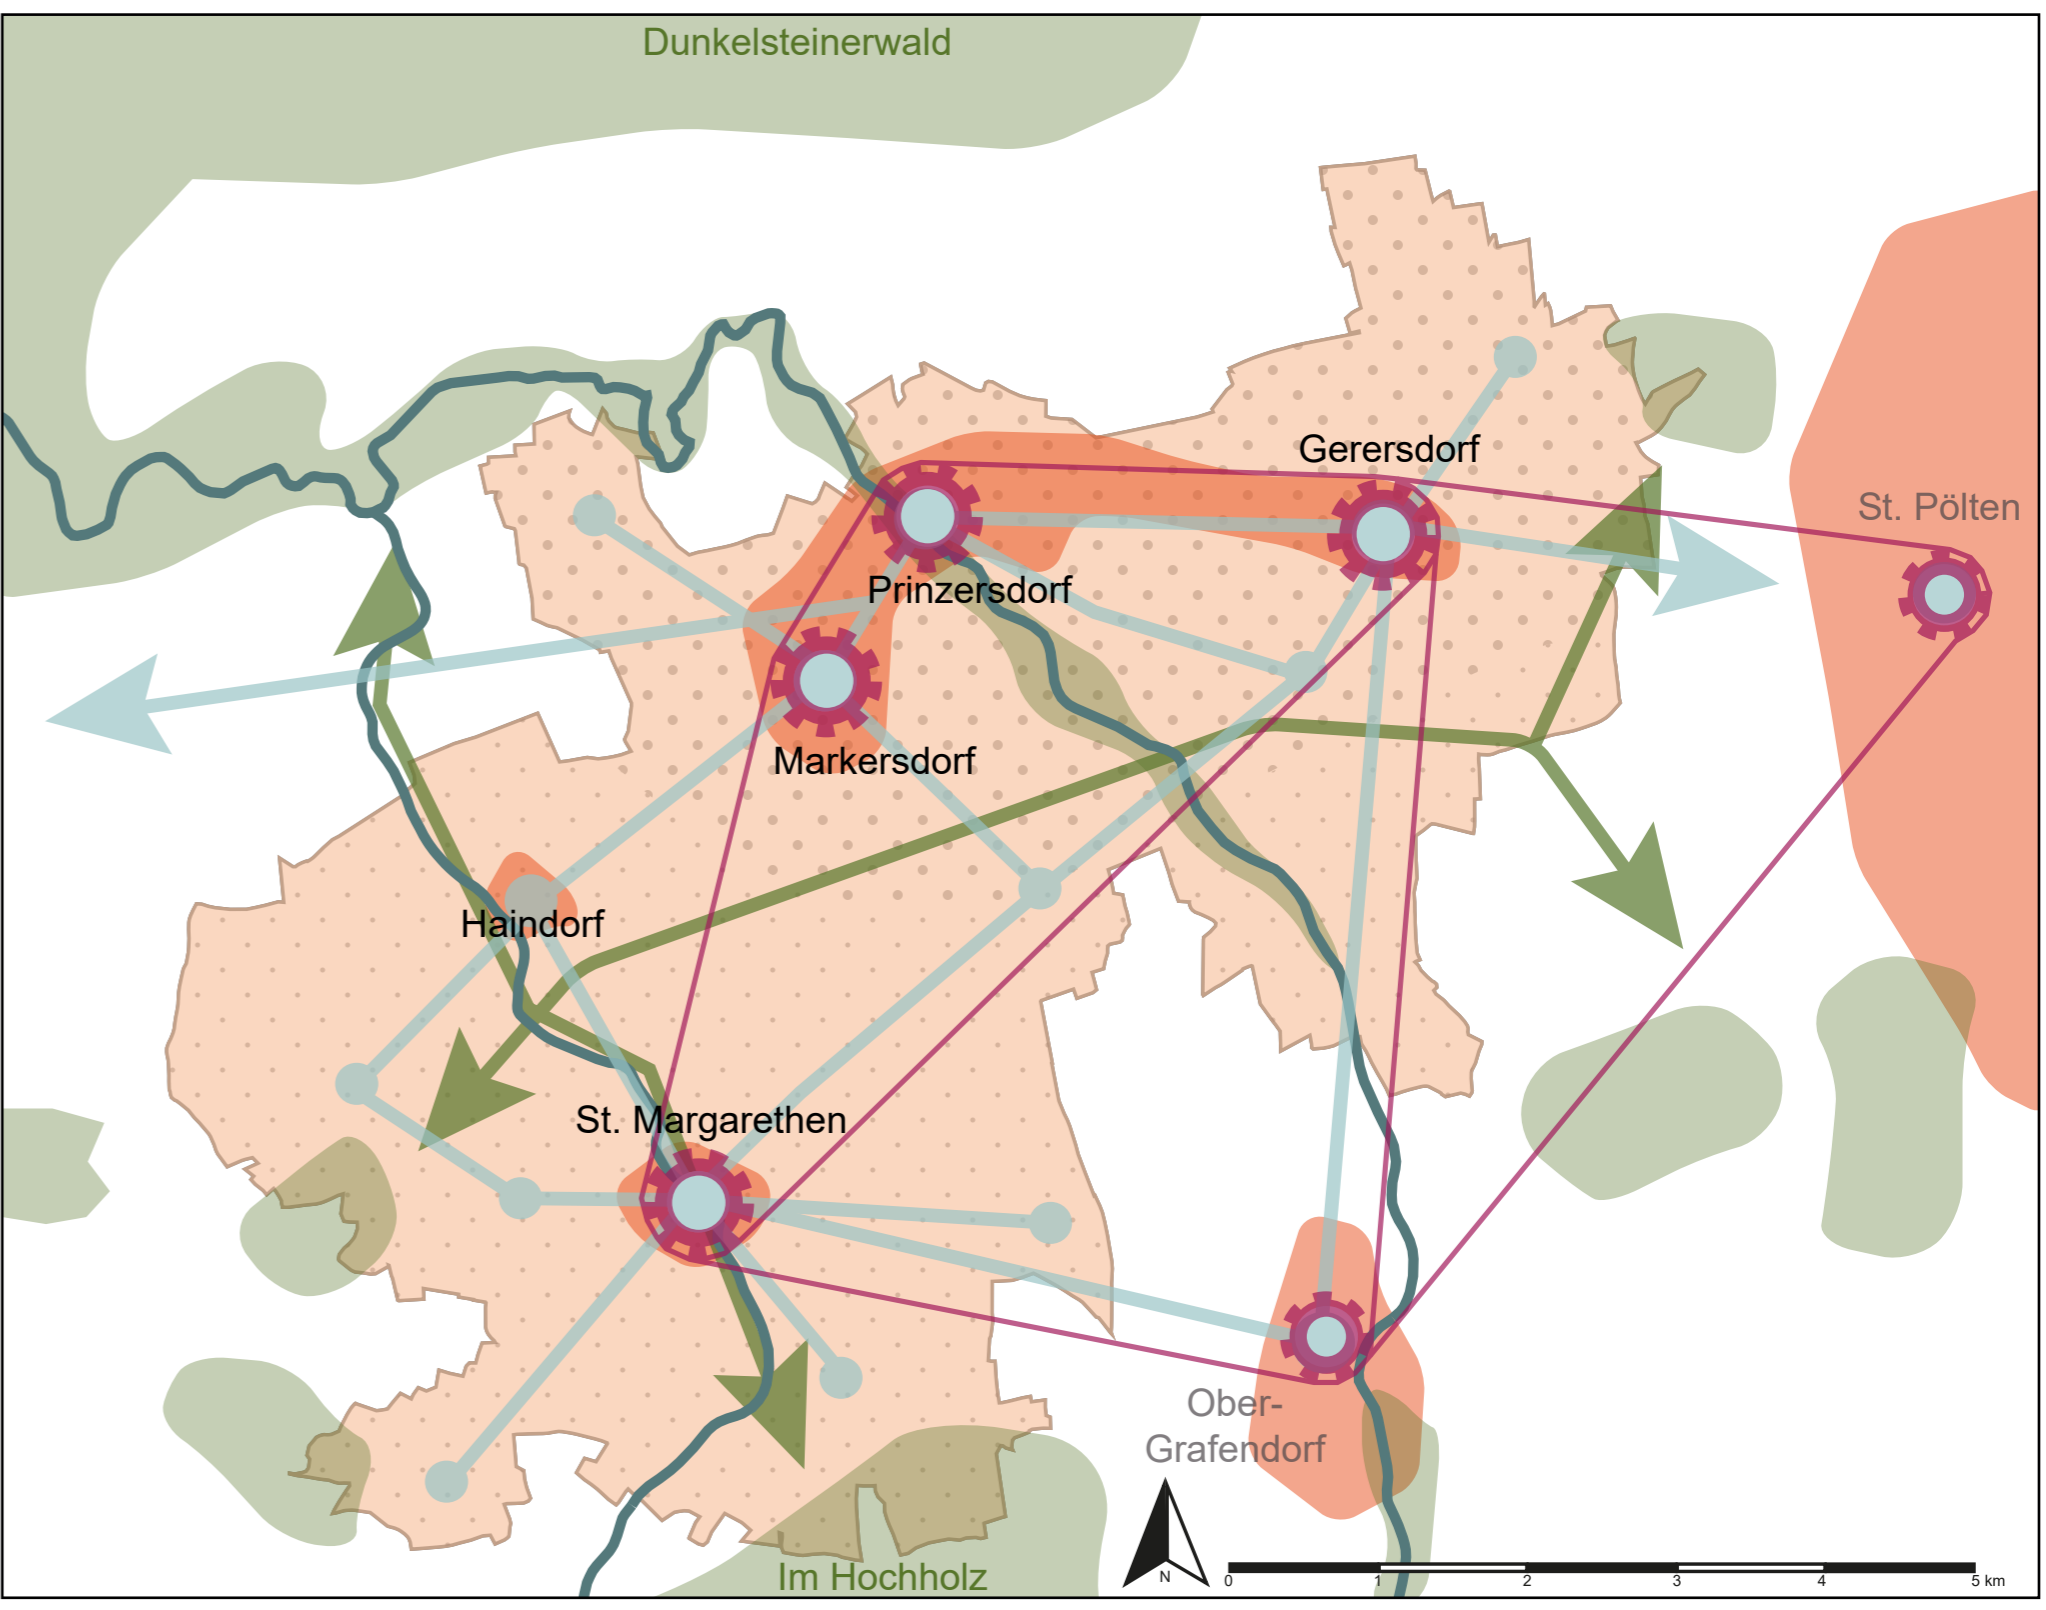 Dunkelsteinerwald
Gerersdorf
St. Pölten
Prinzersdorf
Markersdorf
Haindorf
St. Margarethen
Ober-
Grafendorf
Im Hochholz
N
0 1 2 3 4 5 km